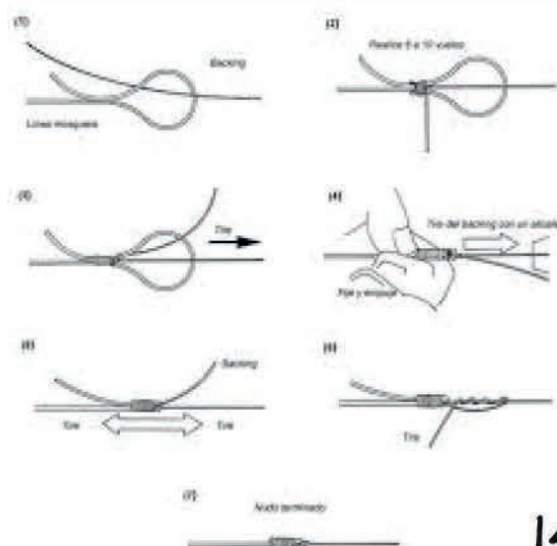 (1)
Backing
Línea mosquera
(2)
Realice 8 a 10 vueltas
(3)
Tire
(4)
Tire del backing con un alicate
Fije y empuje
(5)
Backing
Tire
Tire
(6)
Tire
(7)
Nudo terminado